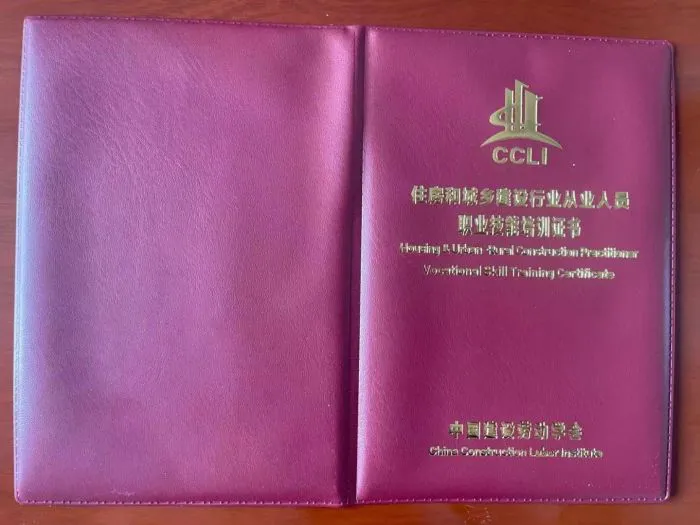 CCLI
住房和城乡建设行业从业人员
职业技能培训证书
Housing & Urban -Rural Construction Practitioner
Vocational Skill Training Certificate
中国建设劳动学会
China Construction Labor Institute